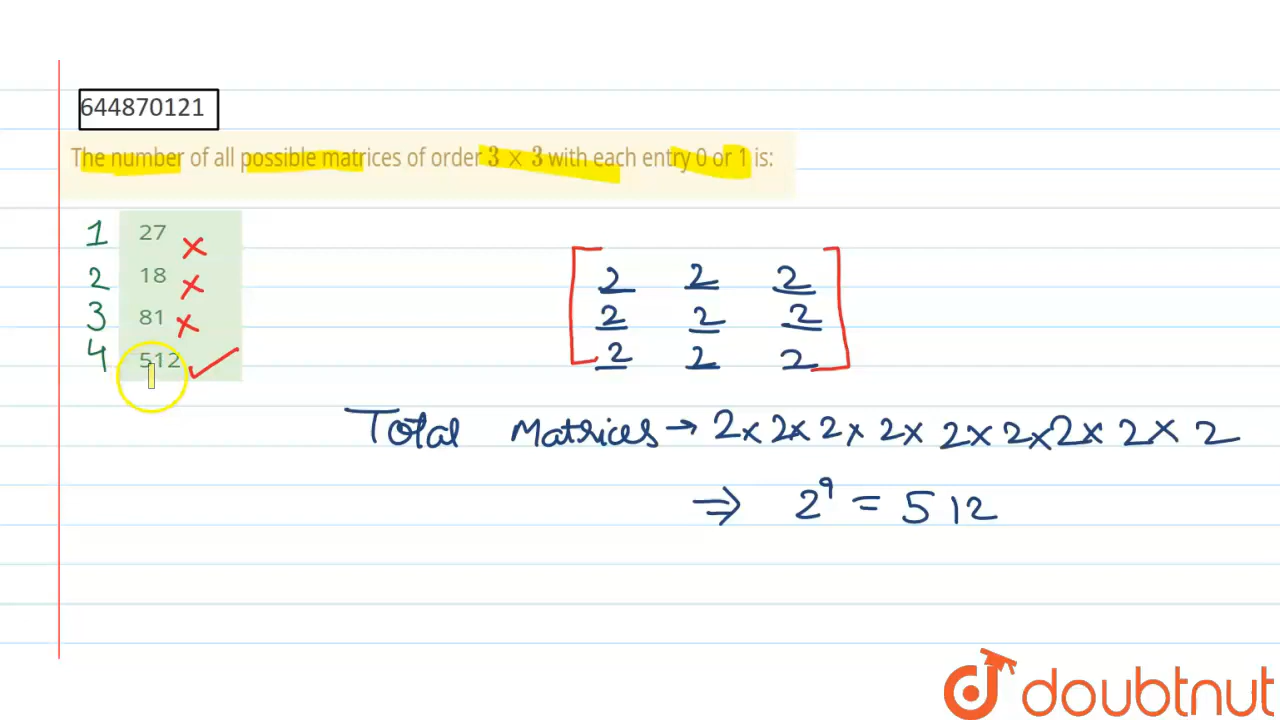 644870121
The number of all possible matrices of order 3 × 3 with each entry 0 or 1 is:
1 27 ×
2 18 ×
3 81 ×
4 512 ✓
2 2 2
2 2 2
2 2 2
Total Matrices → 2× 2× 2× 2× 2× 2×2× 2× 2
⇒ 2⁹ = 512
doubtnut